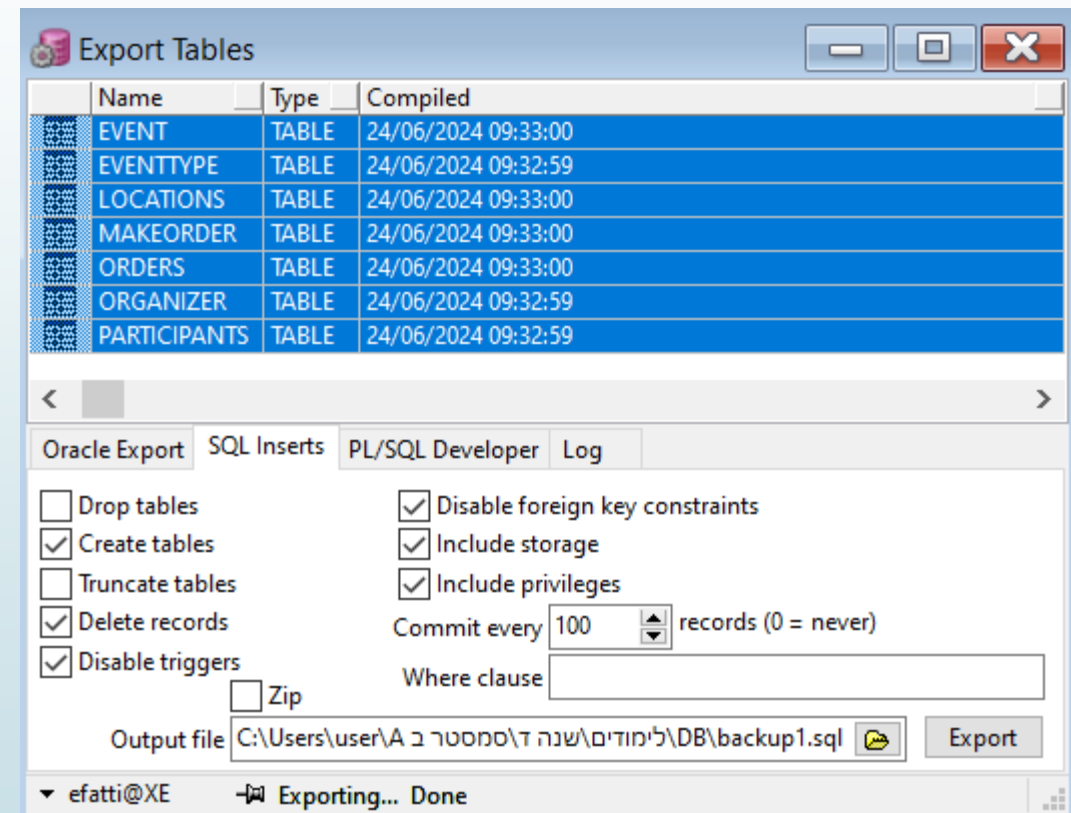 Export Tables
Name Type Compiled
EVENT TABLE 24/06/2024 09:33:00
EVENTTYPE TABLE 24/06/2024 09:32:59
LOCATIONS TABLE 24/06/2024 09:33:00
MAKEORDER TABLE 24/06/2024 09:33:00
ORDERS TABLE 24/06/2024 09:33:00
ORGANIZER TABLE 24/06/2024 09:32:59
PARTICIPANTS TABLE 24/06/2024 09:32:59
Oracle Export SQL Inserts PL/SQL Developer Log
Drop tables Disable foreign key constraints
Create tables Include storage
Truncate tables Include privileges
Delete records Commit every 100 records (0 = never)
Disable triggers Where clause
Zip
Output file C:\Users\user\A לימודים\שנה ד\סמסטר ב\DB\backup1.sql Export
efatti@XE Exporting... Done